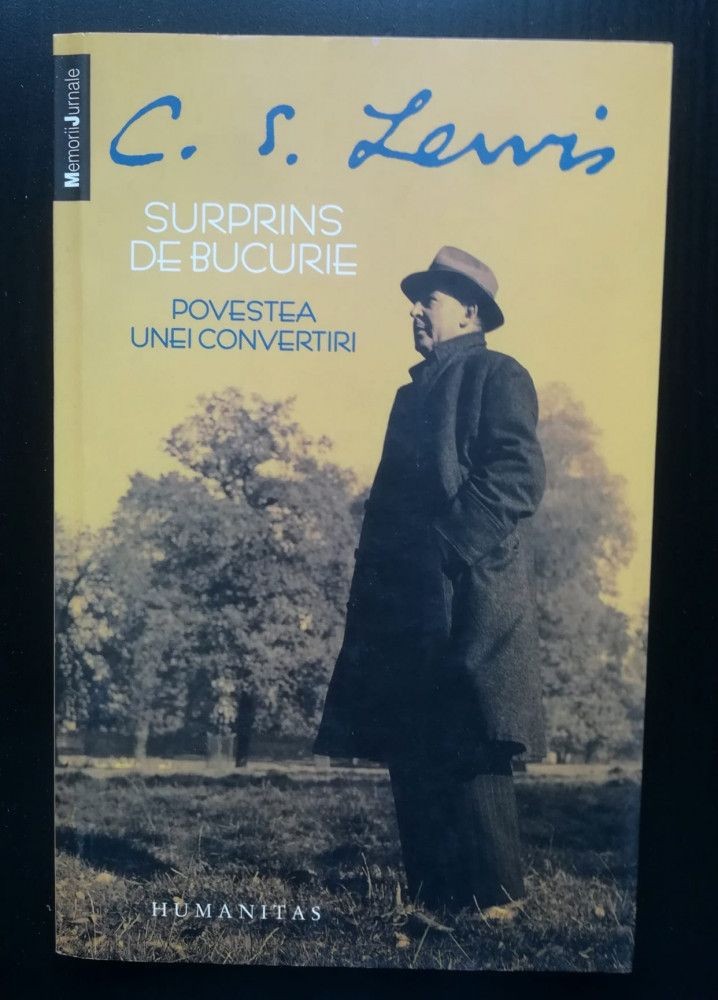 MemoriiJurnale
C. S. Lewis
SURPRINS
DE BUCURIE
POVESTEA
UNEI CONVERTIRI
HUMANITAS